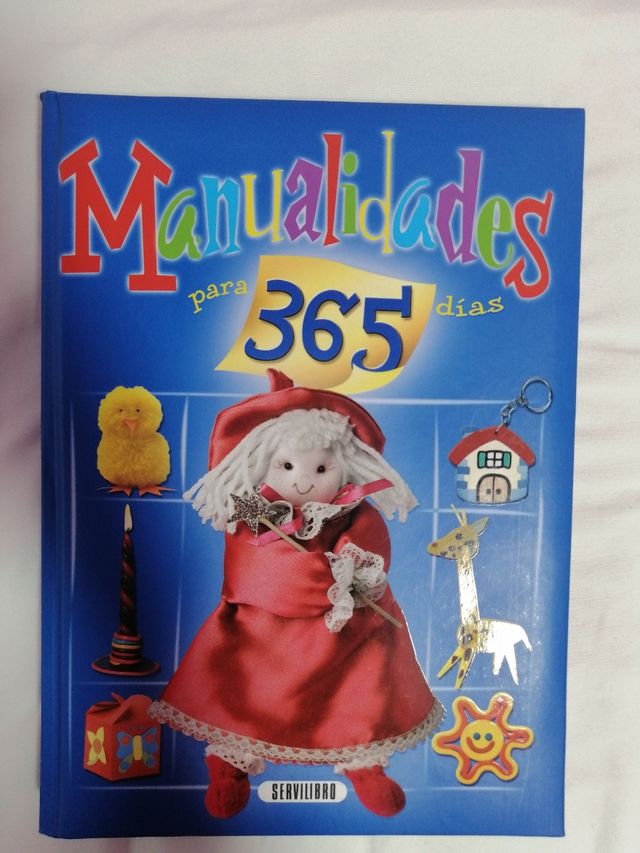 Manualidades
para 365 días
SERVILIBRO